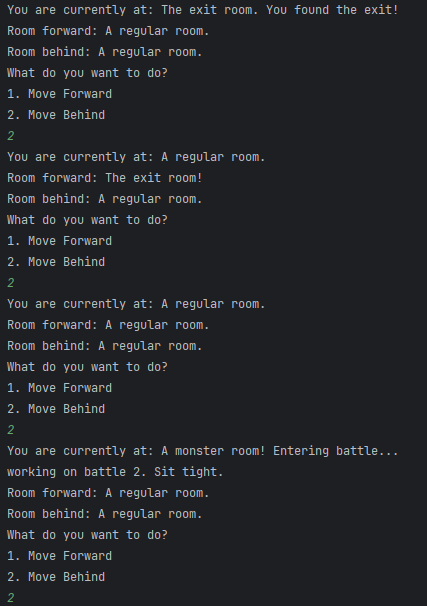 You are currently at: The exit room. You found the exit!
Room forward: A regular room.
Room behind: A regular room.
What do you want to do?
1. Move Forward
2. Move Behind
2
You are currently at: A regular room.
Room forward: The exit room!
Room behind: A regular room.
What do you want to do?
1. Move Forward
2. Move Behind
2
You are currently at: A regular room.
Room forward: A regular room.
Room behind: A regular room.
What do you want to do?
1. Move Forward
2. Move Behind
2
You are currently at: A monster room! Entering battle...
working on battle 2. Sit tight.
Room forward: A regular room.
Room behind: A regular room.
What do you want to do?
1. Move Forward
2. Move Behind
2